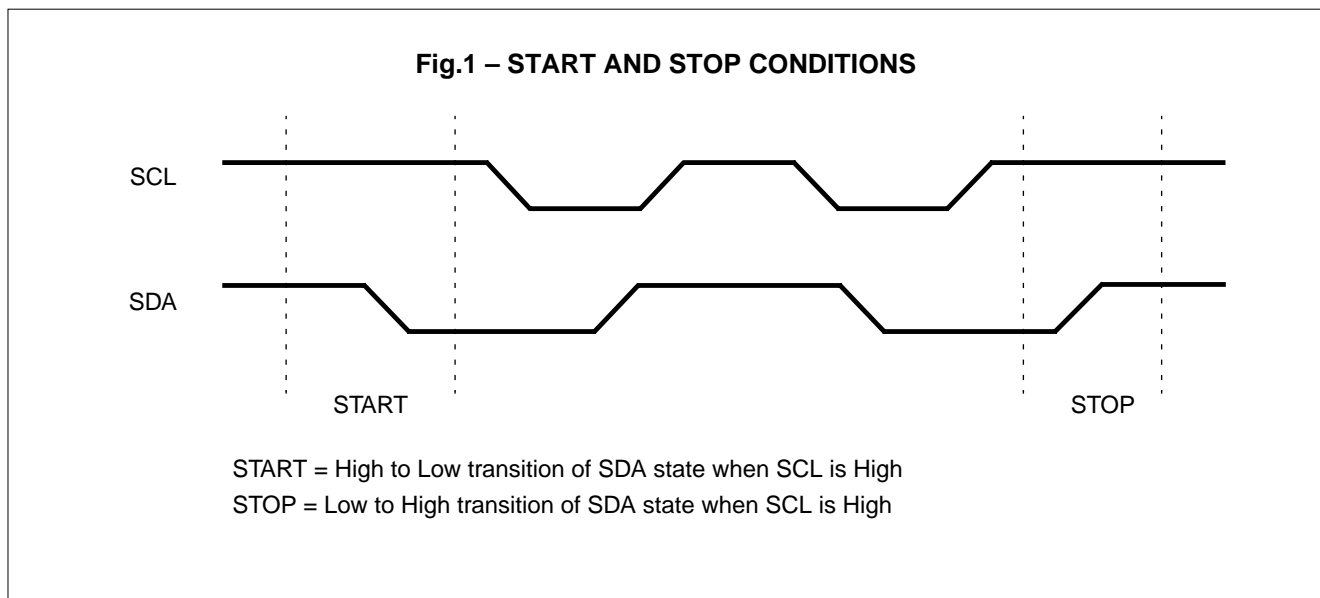 Fig.1 – START AND STOP CONDITIONS
SCL
SDA
START
STOP
START = High to Low transition of SDA state when SCL is High
STOP = Low to High transition of SDA state when SCL is High